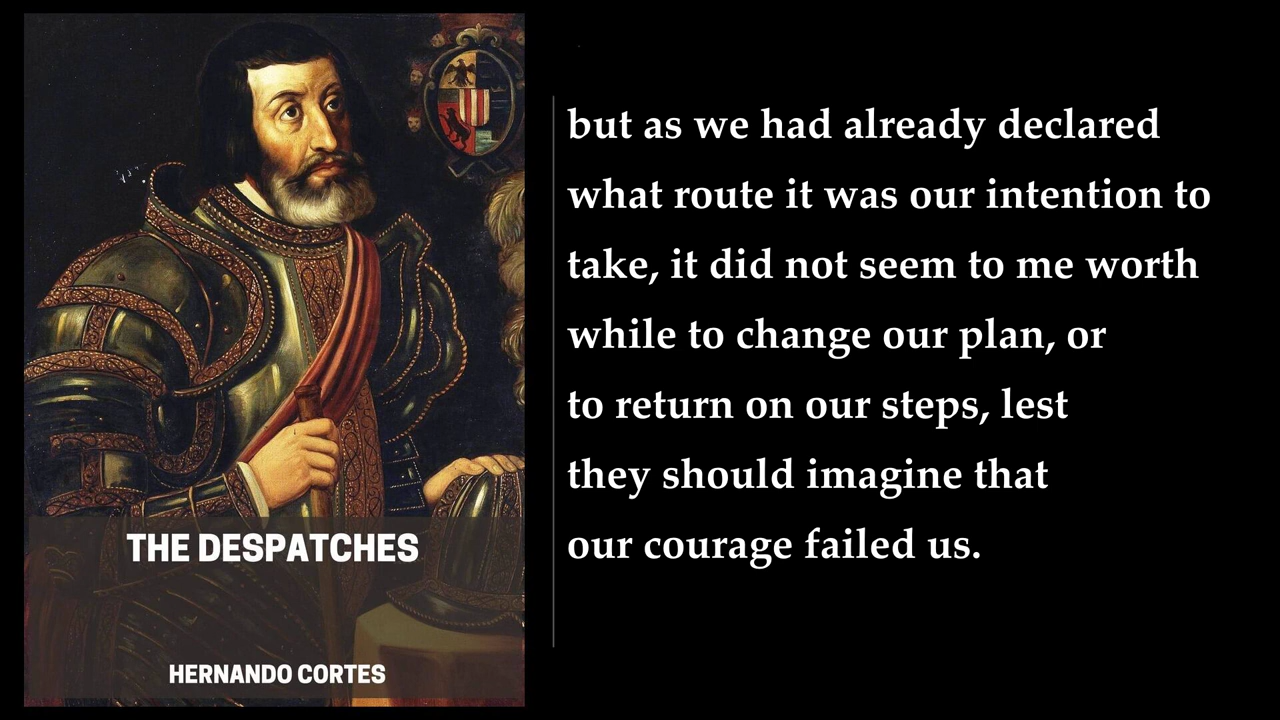 THE DESPATCHES
HERNANDO CORTES
but as we had already declared
what route it was our intention to
take, it did not seem to me worth
while to change our plan, or
to return on our steps, lest
they should imagine that
our courage failed us.